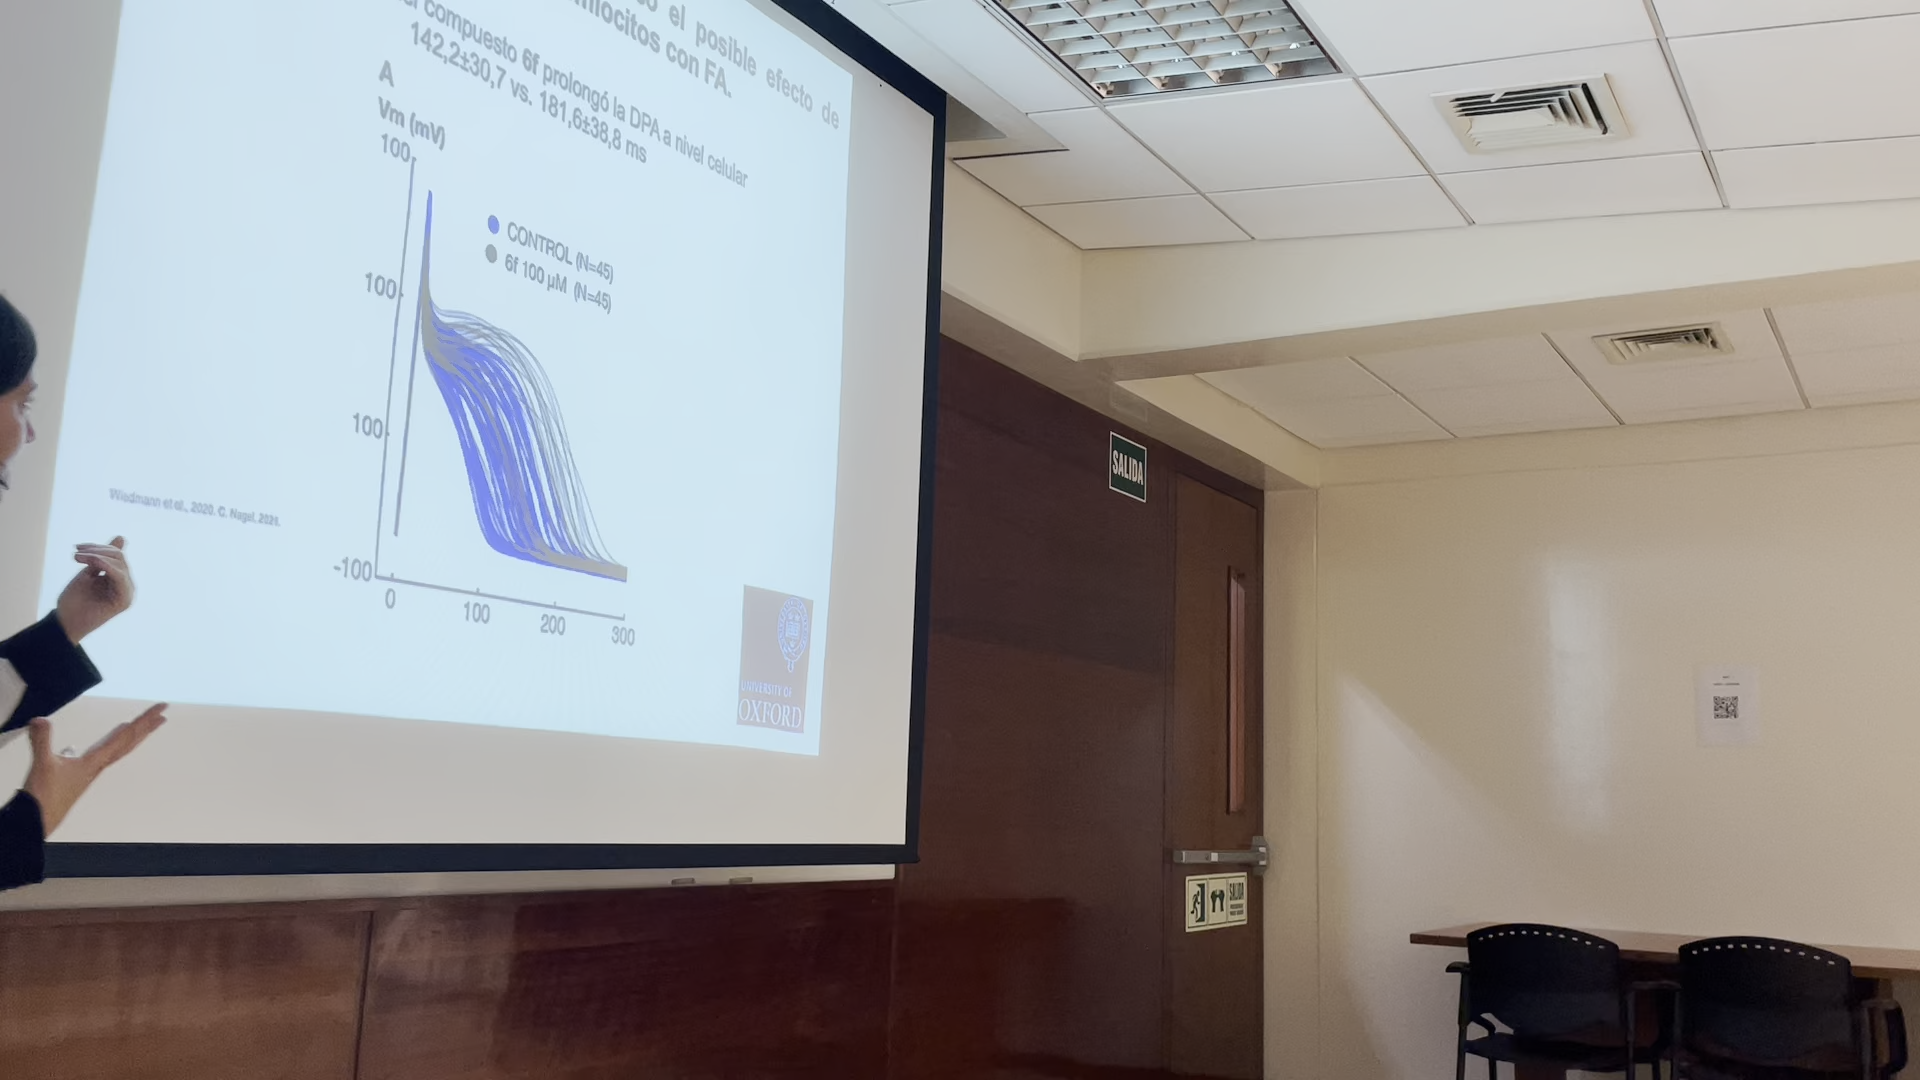 el posible efecto de
miocitos con FA.
compuesto 6f prolongó la DPA a nivel celular
142,2±30,7 vs. 181,6±38,8 ms
A
Vm (mV)
100
CONTROL (N=45)
6f 100 µM (N=45)
100
100
Wiedmann et al., 2020. C. Nagel, 2021.
-100
0
100
200
300
UNIVERSITY OF
OXFORD
SALIDA
SALIDA